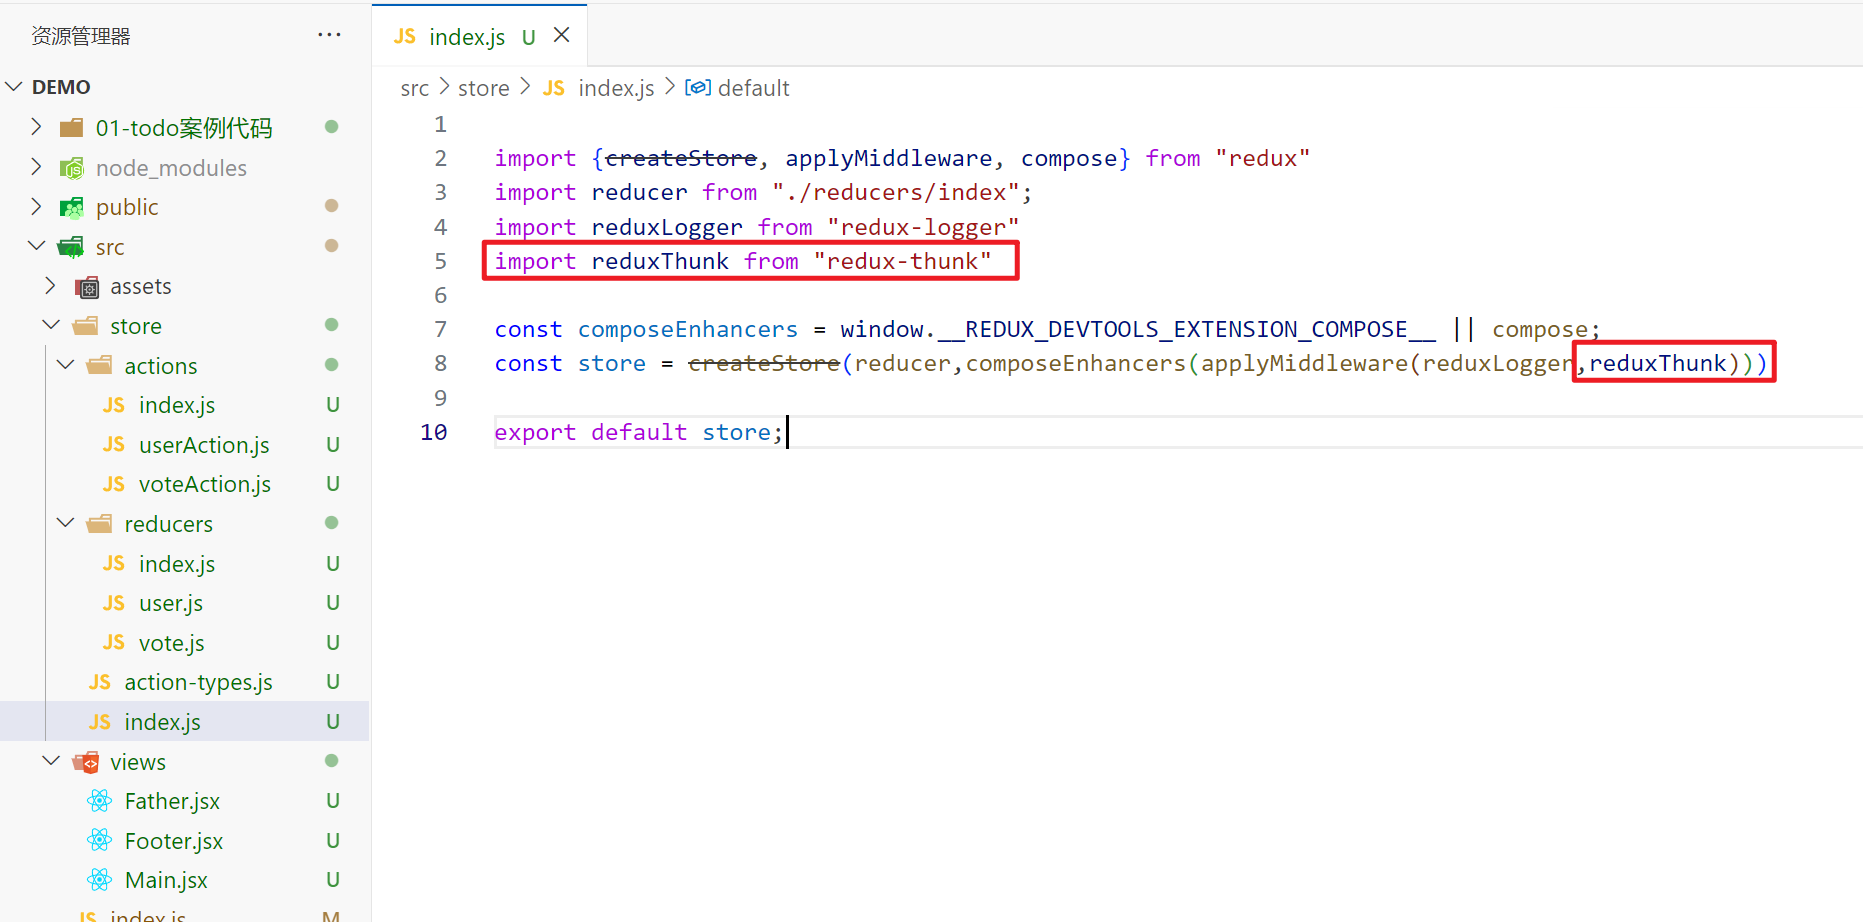 资源管理器
···
DEMO
01-todo案例代码
node_modules
public
src
assets
store
actions
JS index.js U
JS userAction.js U
JS voteAction.js U
reducers
JS index.js U
JS user.js U
JS vote.js U
JS action-types.js U
JS index.js U
views
Father.jsx U
Footer.jsx U
Main.jsx U
JS index.js M
JS index.js U
src > store > JS index.js > default
1
2 import {createStore, applyMiddleware, compose} from "redux"
3 import reducer from "./reducers/index";
4 import reduxLogger from "redux-logger"
5 import reduxThunk from "redux-thunk"
6
7 const composeEnhancers = window.__REDUX_DEVTOOLS_EXTENSION_COMPOSE__ || compose;
8 const store = createStore(reducer,composeEnhancers(applyMiddleware(reduxLogger,reduxThunk)))
9
10 export default store;